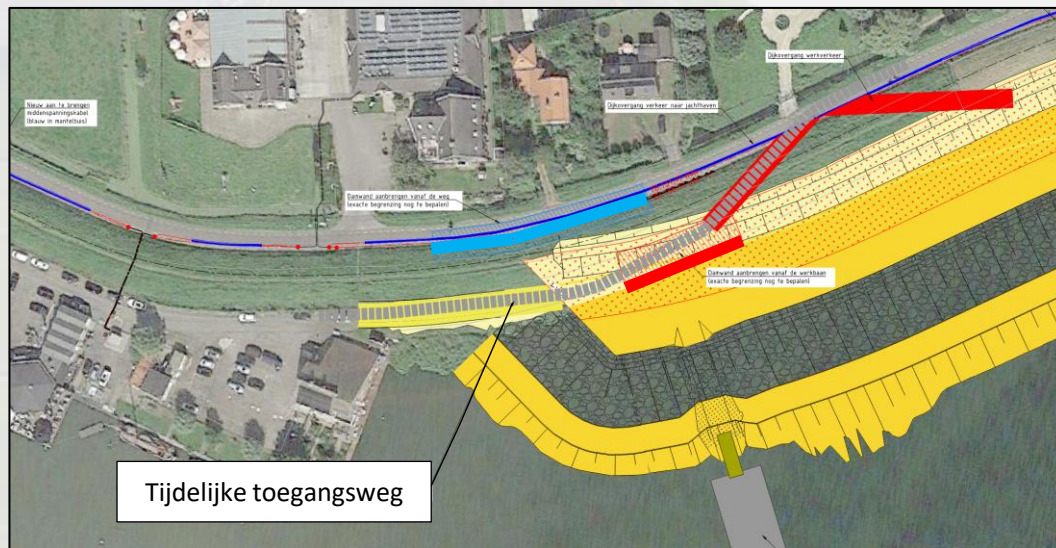 Dijkovergang werkverkeer
Nieuw aan te brengen
middenspanningskabel
(blauw in mantelbuis)
Dijkovergang verkeer naar jachthaven
Damwand aanbrengen vanaf de weg
(exacte begrenzing nog te bepalen)
Damwand aanbrengen vanaf de werkbaan
(exacte begrenzing nog te bepalen)
Tijdelijke toegangsweg